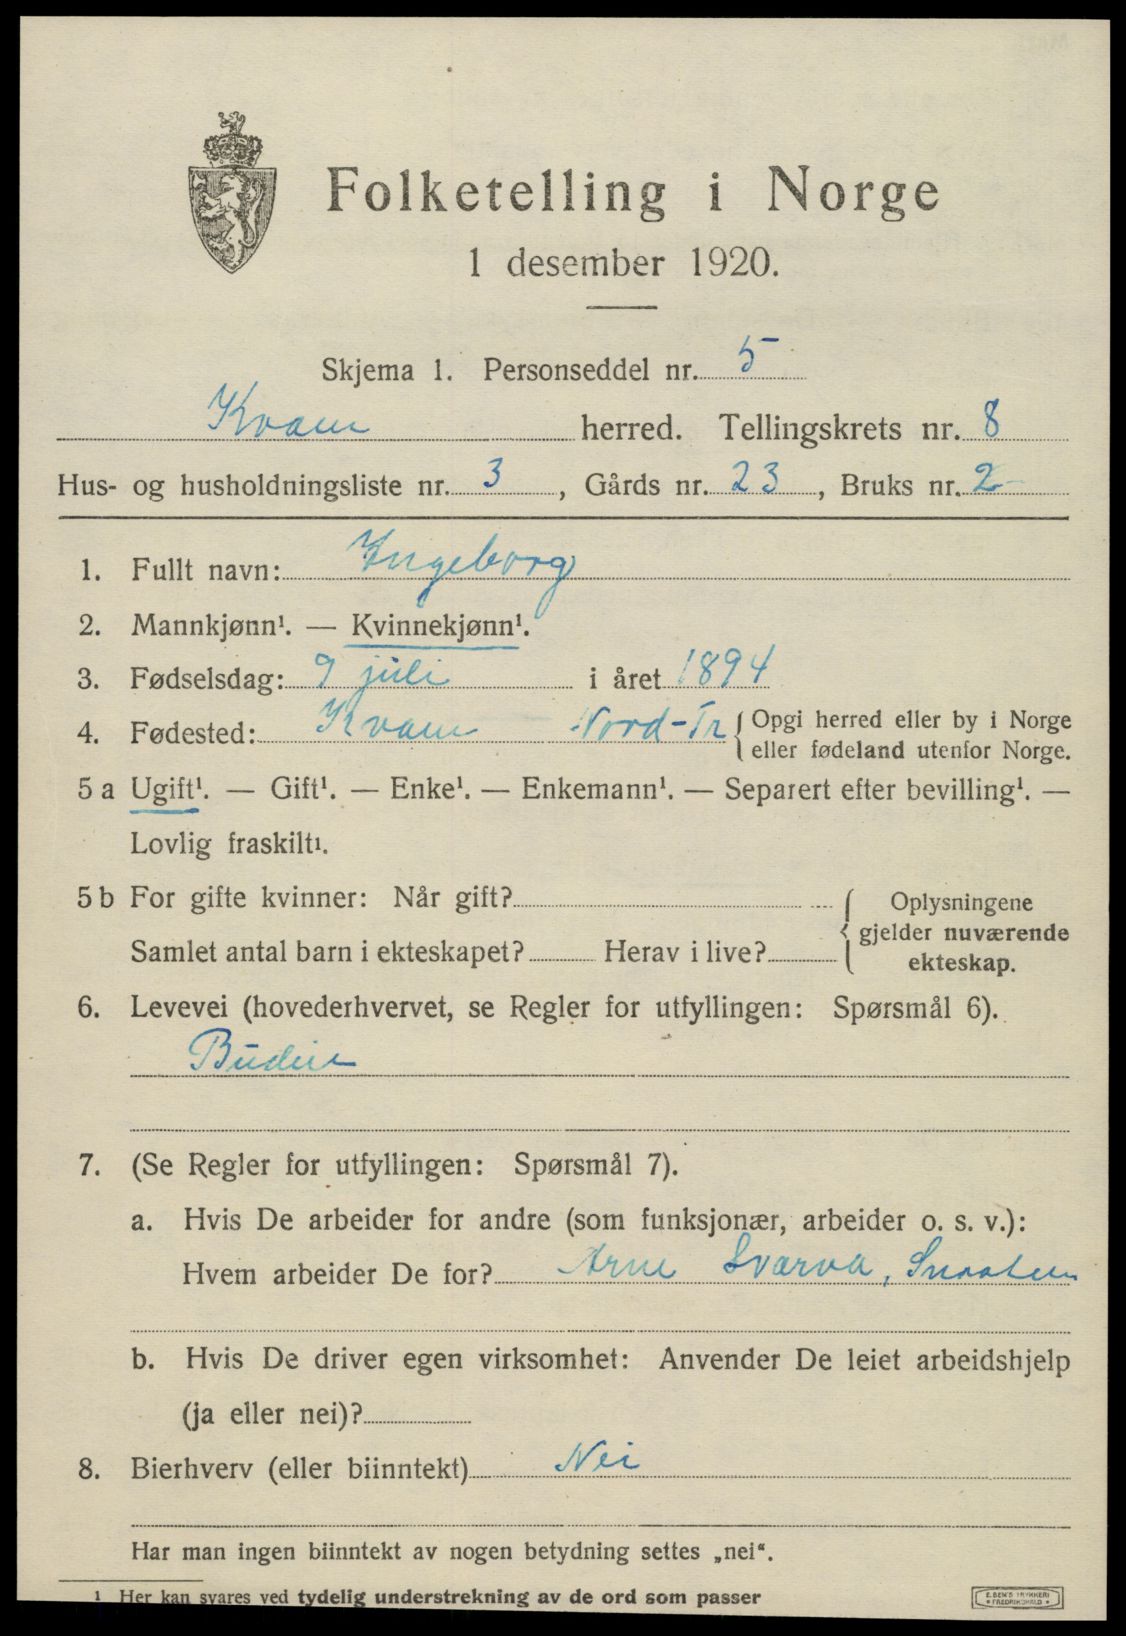 Folketelling i Norge
1 desember 1920.
Skjema 1. Personseddel nr. 5
Kvam herred. Tellingskrets nr. 8
Hus- og husholdningsliste nr. 3, Gårds nr. 23, Bruks nr. 2
1. Fullt navn: Ingeborg
2. Mannkjønn¹. — Kvinnekjønn¹.
3. Fødselsdag: 9 juli i året 1894
4. Fødested: Kvam Nord-Tr { Opgi herred eller by i Norge
eller fødeland utenfor Norge.
5 a Ugift¹. — Gift¹. — Enke¹. — Enkemann¹. — Separert efter bevilling¹. —
Lovlig fraskilt¹.
5 b For gifte kvinner: Når gift?
Samlet antal barn i ekteskapet? Herav i live?
{ Oplysningene
gjelder nuværende
ekteskap.
6. Levevei (hovederhvervet, se Regler for utfyllingen: Spørsmål 6).
Budeie
7. (Se Regler for utfyllingen: Spørsmål 7).
a. Hvis De arbeider for andre (som funksjonær, arbeider o. s. v.):
Hvem arbeider De for? Arne Svarva,
b. Hvis De driver egen virksomhet: Anvender De leiet arbeidshjelp
(ja eller nei)?
8. Bierhverv (eller biinntekt) Nei
Har man ingen biinntekt av nogen betydning settes „nei“.
¹ Her kan svares ved tydelig understrekning av de ord som passer
E. SEM'S TRYKKERI
FREDRIKSHALD